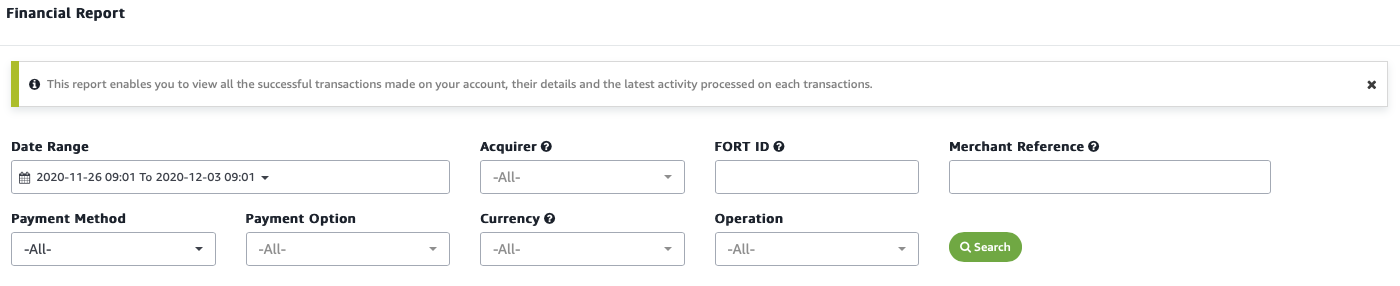 Financial Report
This report enables you to view all the successful transactions made on your account, their details and the latest activity processed on each transactions.
Date Range
Acquirer
FORT ID
Merchant Reference
2020-11-26 09:01 To 2020-12-03 09:01
-All-
Payment Method
Payment Option
Currency
Operation
-All-
-All-
-All-
-All-
Search